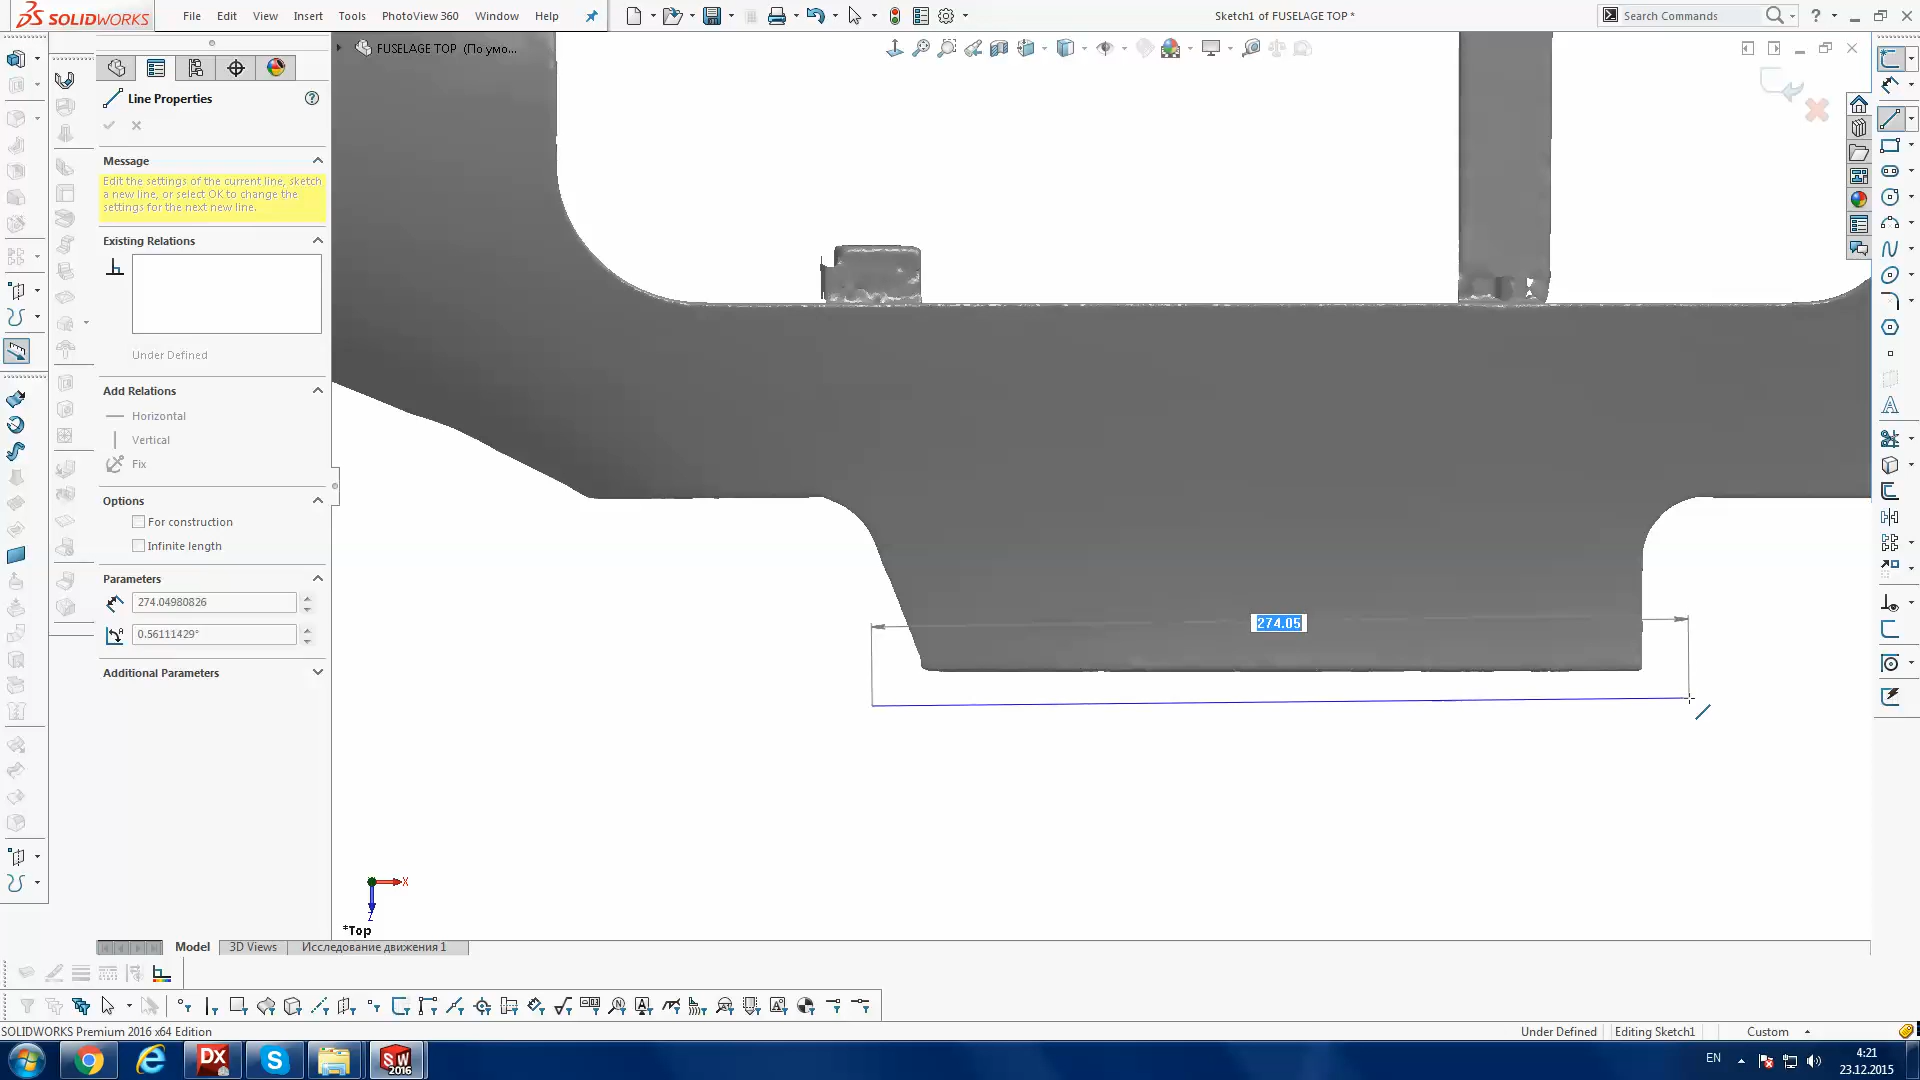 SOLIDWORKS
File Edit View Insert Tools PhotoView 360 Window Help
Sketch1 of FUSELAGE TOP *
Search Commands
FUSELAGE TOP (По умо...
Line Properties
Message
Edit the settings of the current line, sketch
a new line, or select OK to change the
settings for the next new line.
Existing Relations
Under Defined
Add Relations
Horizontal
Vertical
Fix
Options
For construction
Infinite length
Parameters
274.04980826
0.56111429°
Additional Parameters
274.05
X
Z
*Top
Model 3D Views Исследование движения 1
SOLIDWORKS Premium 2016 x64 Edition
Under Defined Editing Sketch1 Custom
DX
SW
2016
EN
4:21
23.12.2015